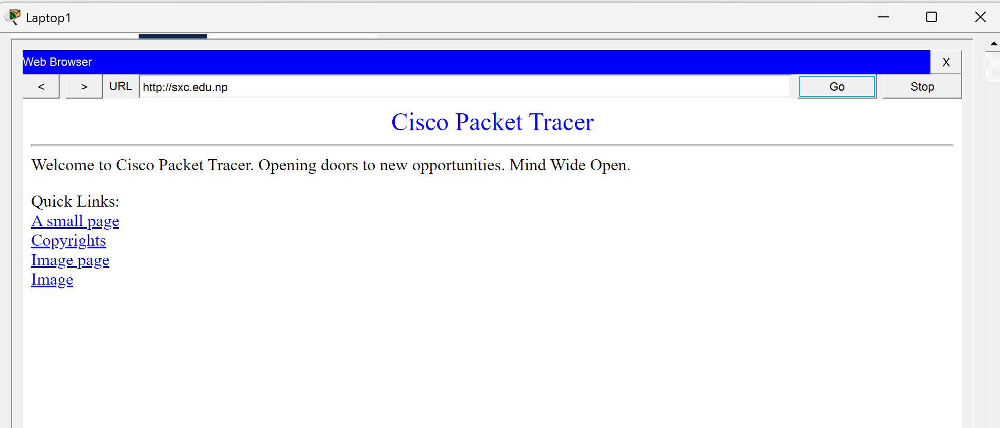 Laptop1
Web Browser
X
<
>
URL
http://sxc.edu.np
Go
Stop
Cisco Packet Tracer
Welcome to Cisco Packet Tracer. Opening doors to new opportunities. Mind Wide Open.
Quick Links:
A small page
Copyrights
Image page
Image